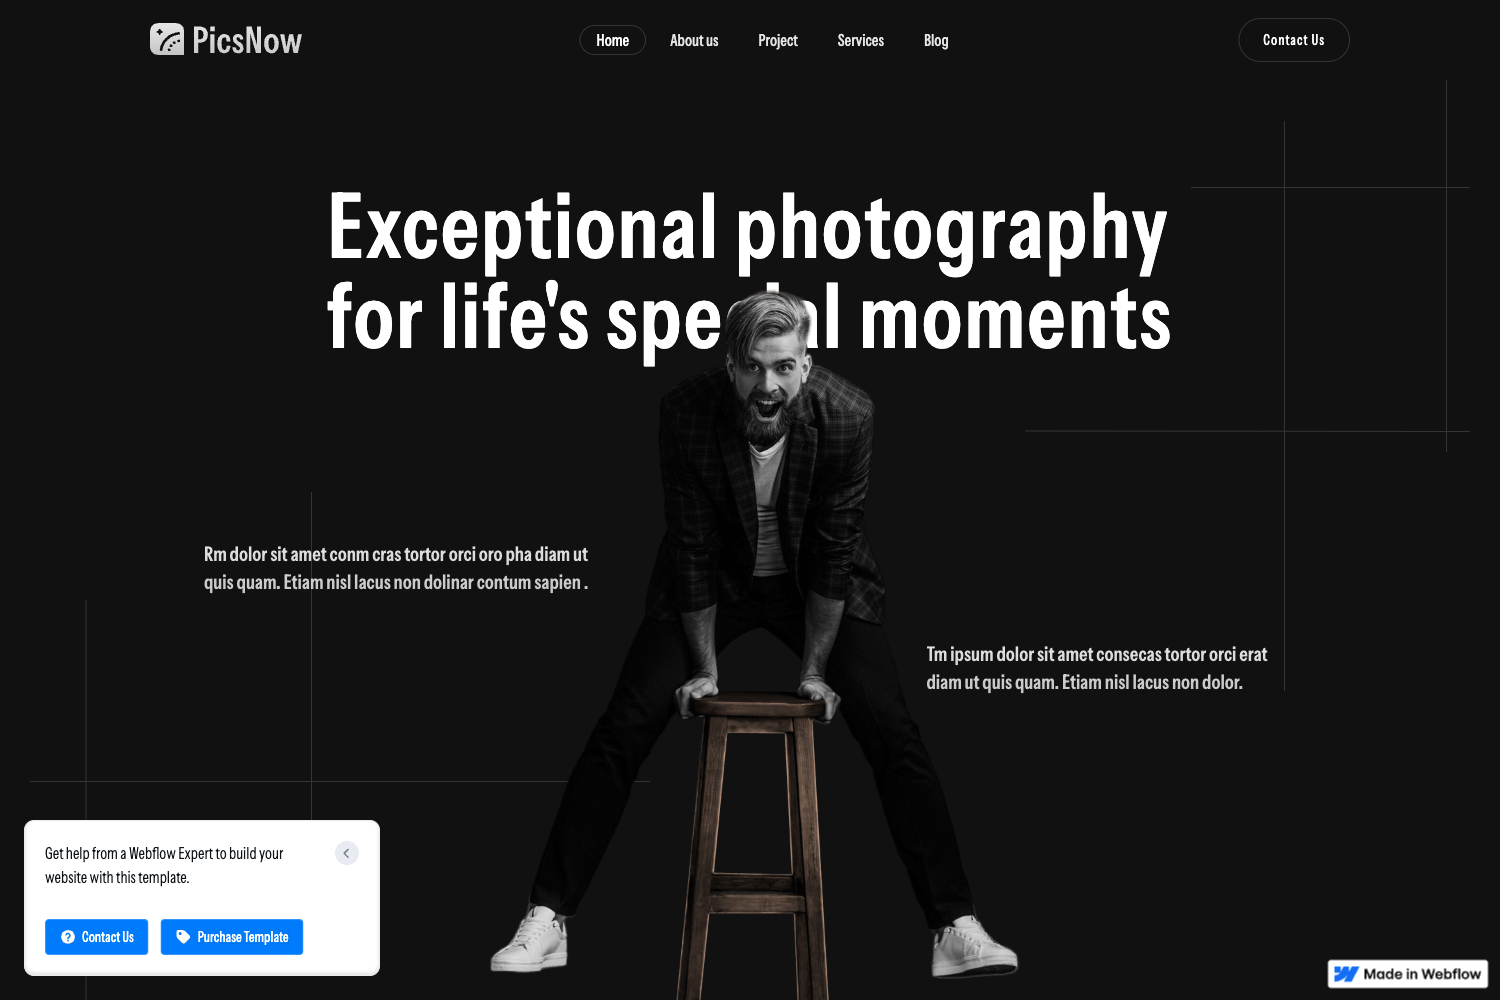 PicsNow
Home
About us
Project
Services
Blog
Contact Us
Exceptional photography
for life's special moments
Rm dolor sit amet conm cras tortor orci oro pha diam ut
quis quam. Etiam nisl lacus non dolinar contum sapien .
Tm ipsum dolor sit amet consecas tortor orci erat
diam ut quis quam. Etiam nisl lacus non dolor.
Get help from a Webflow Expert to build your
website with this template.
Contact Us
Purchase Template
Made in Webflow